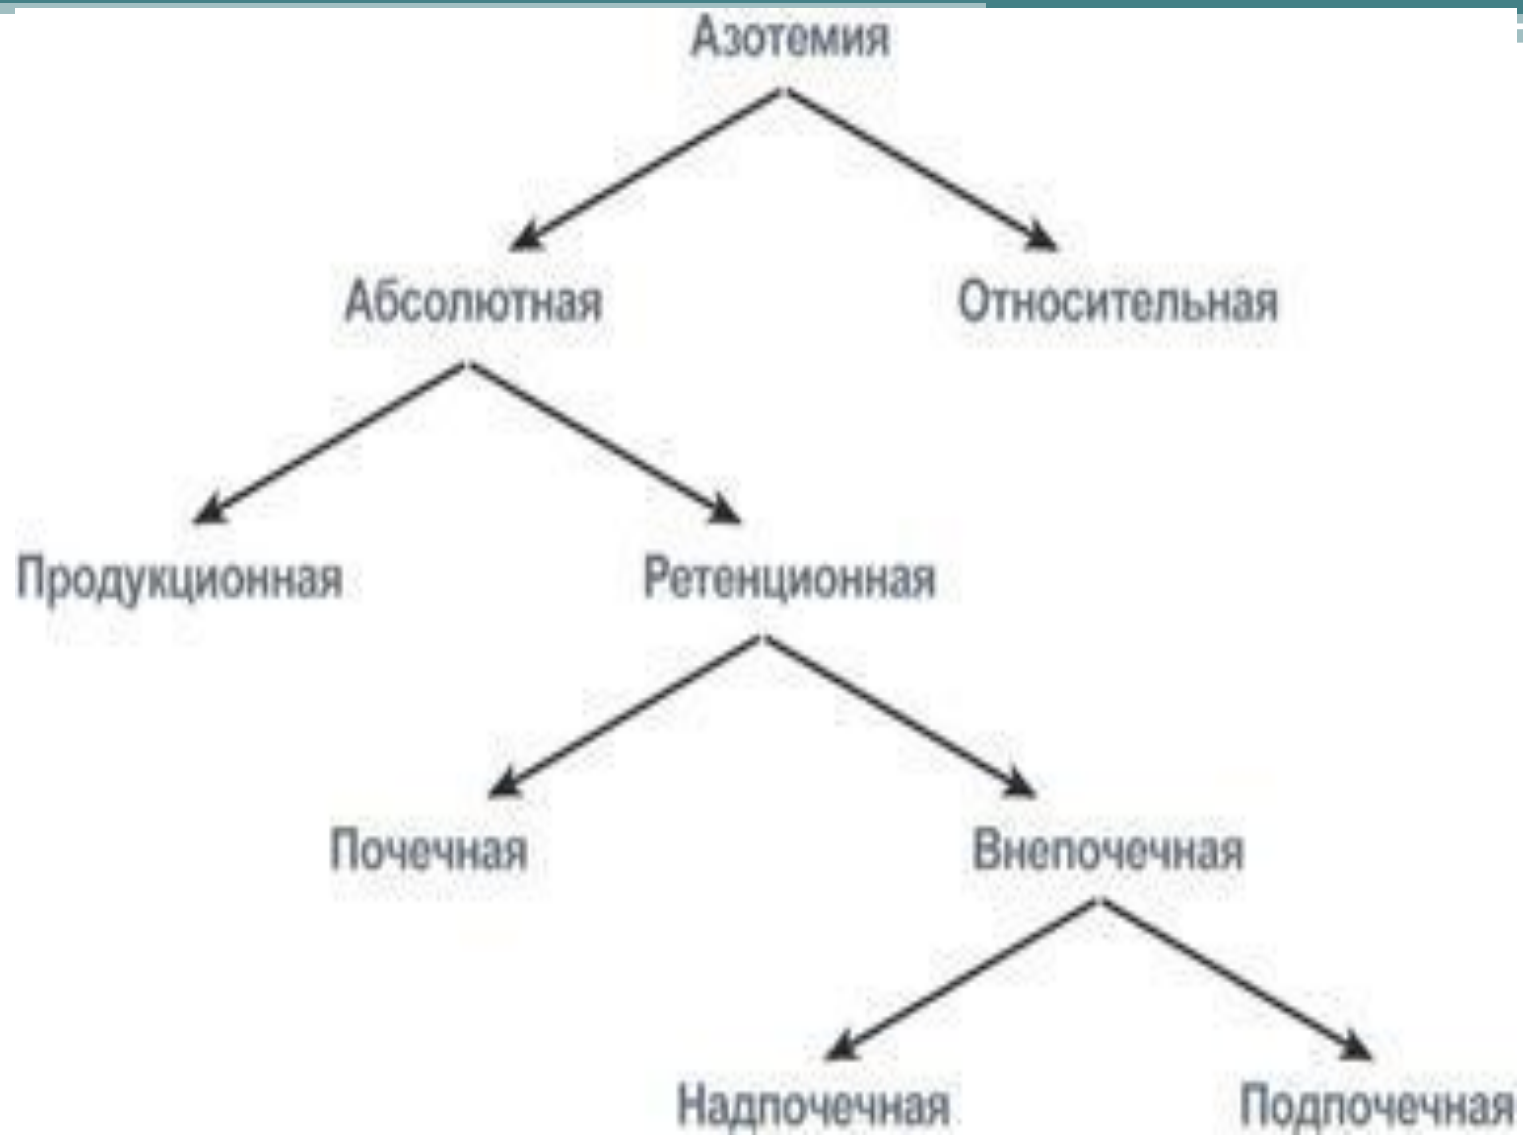 Азотемия
Абсолютная
Относительная
Продукционная
Ретенционная
Почечная
Внепочечная
Надпочечная
Подпочечная